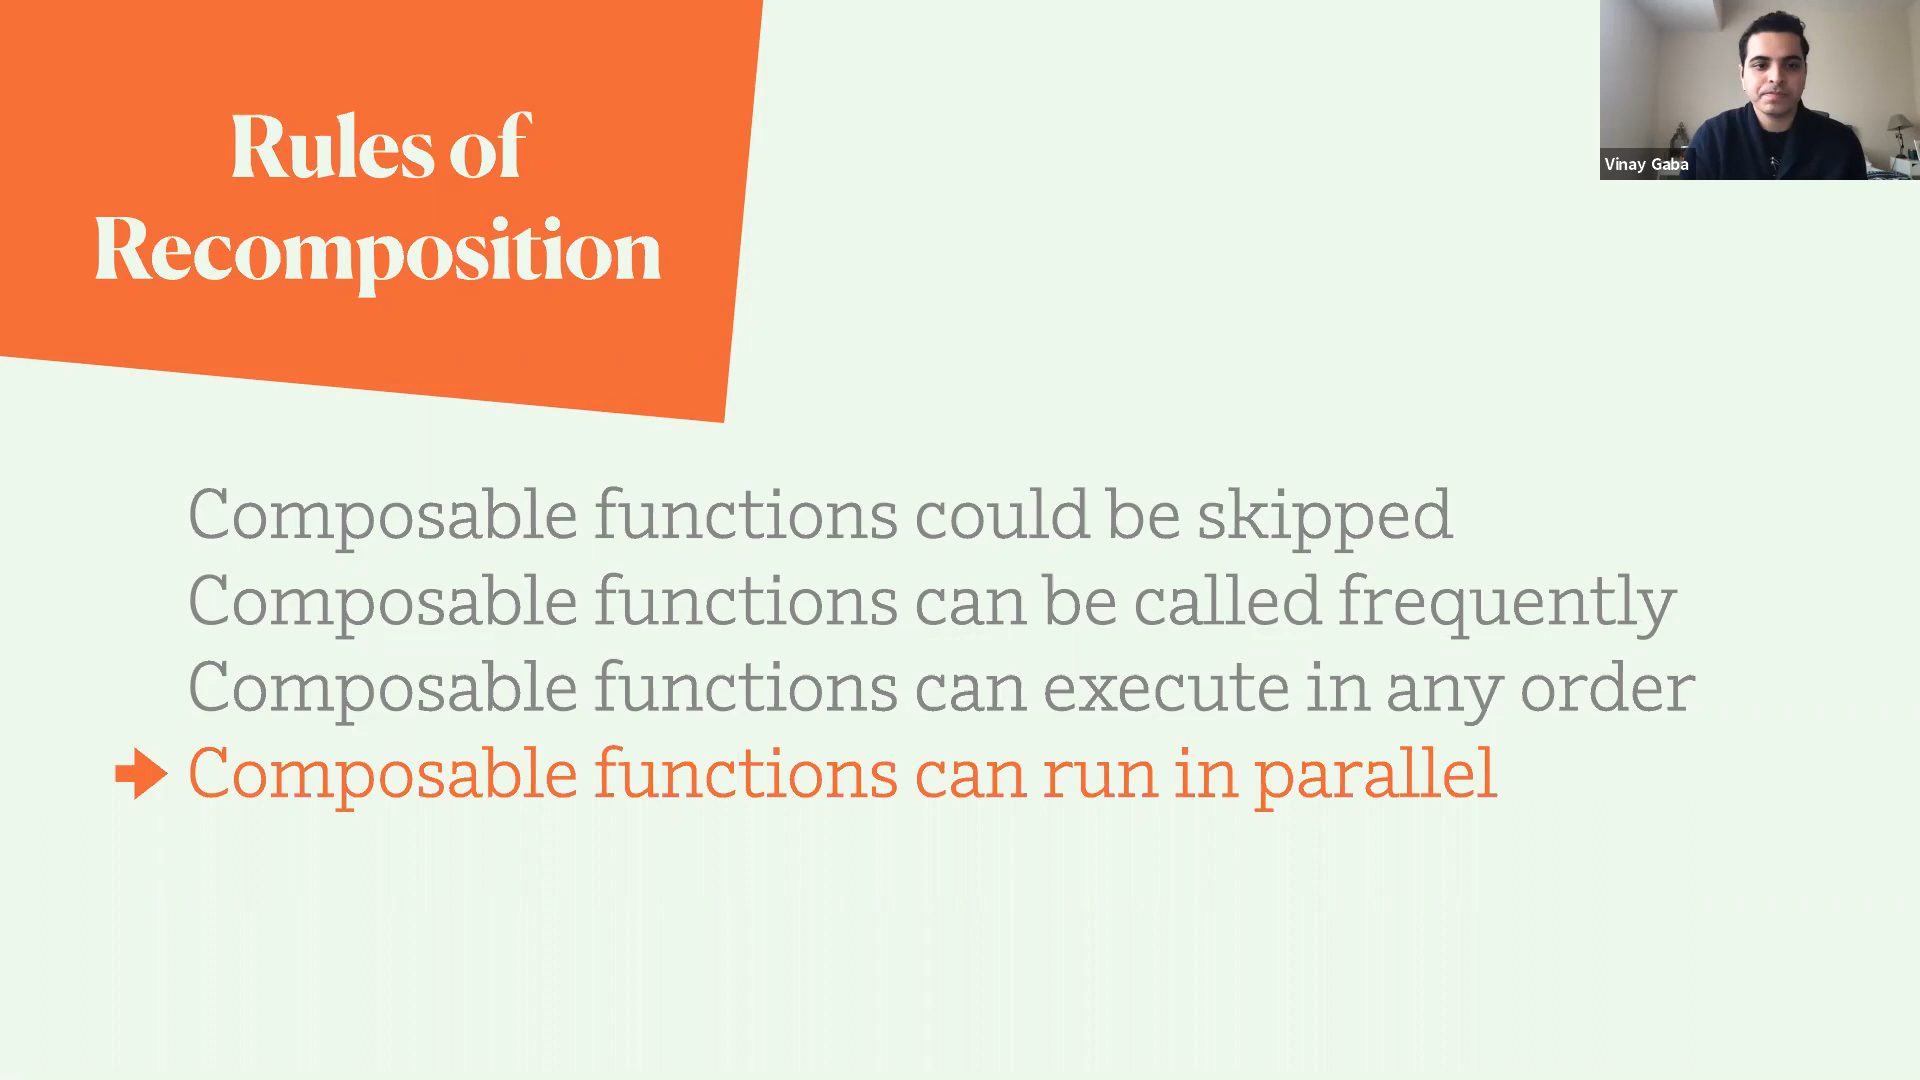 Rules of
Recomposition
Vinay Gaba
Composable functions could be skipped
Composable functions can be called frequently
Composable functions can execute in any order
Composable functions can run in parallel